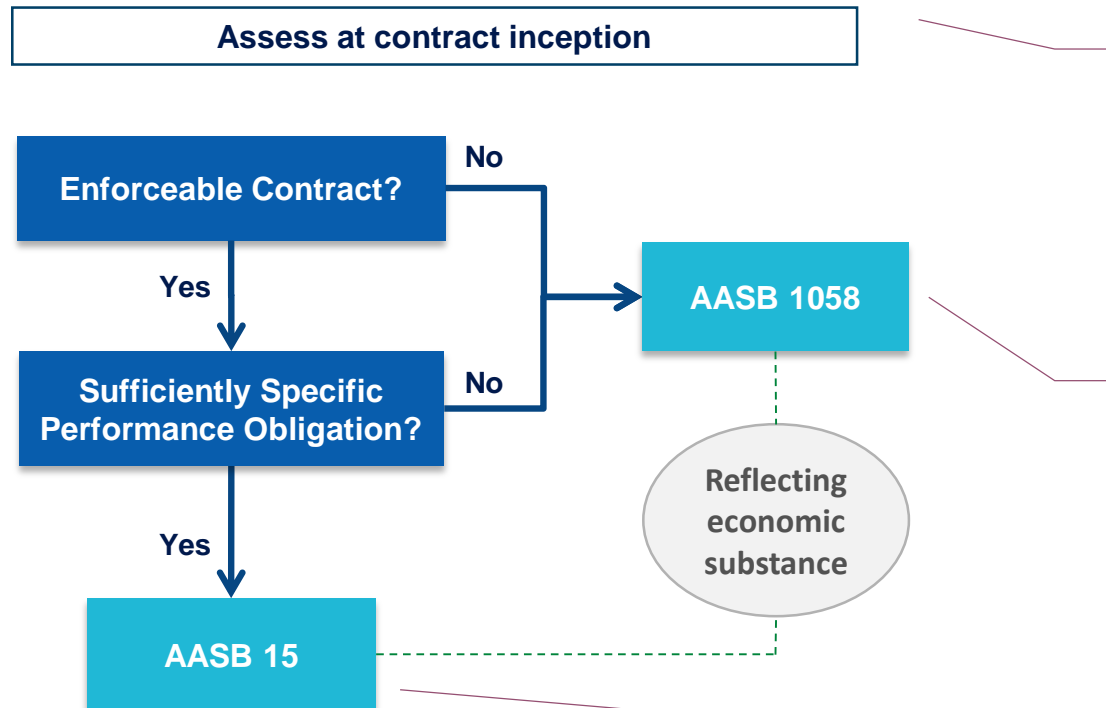 Assess at contract inception
Enforceable Contract?
No
Yes
AASB 1058
Sufficiently Specific
Performance Obligation?
No
Reflecting
economic
substance
Yes
AASB 15